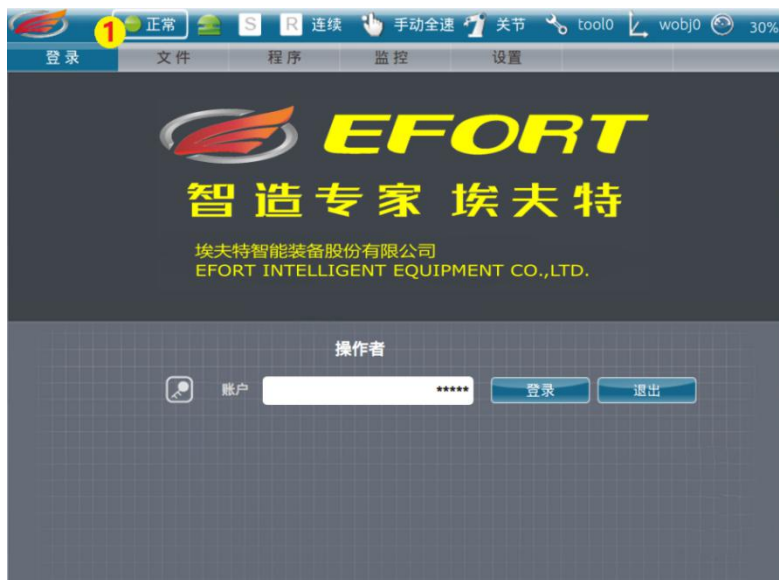 1 正常 S R 连续 手动全速 关节 tool0 wobj0 30%
登录 文件 程序 监控 设置
EFORT
智造专家 埃夫特
埃夫特智能装备股份有限公司
EFORT INTELLIGENT EQUIPMENT CO.,LTD.
操作者
账户 ***** 登录 退出